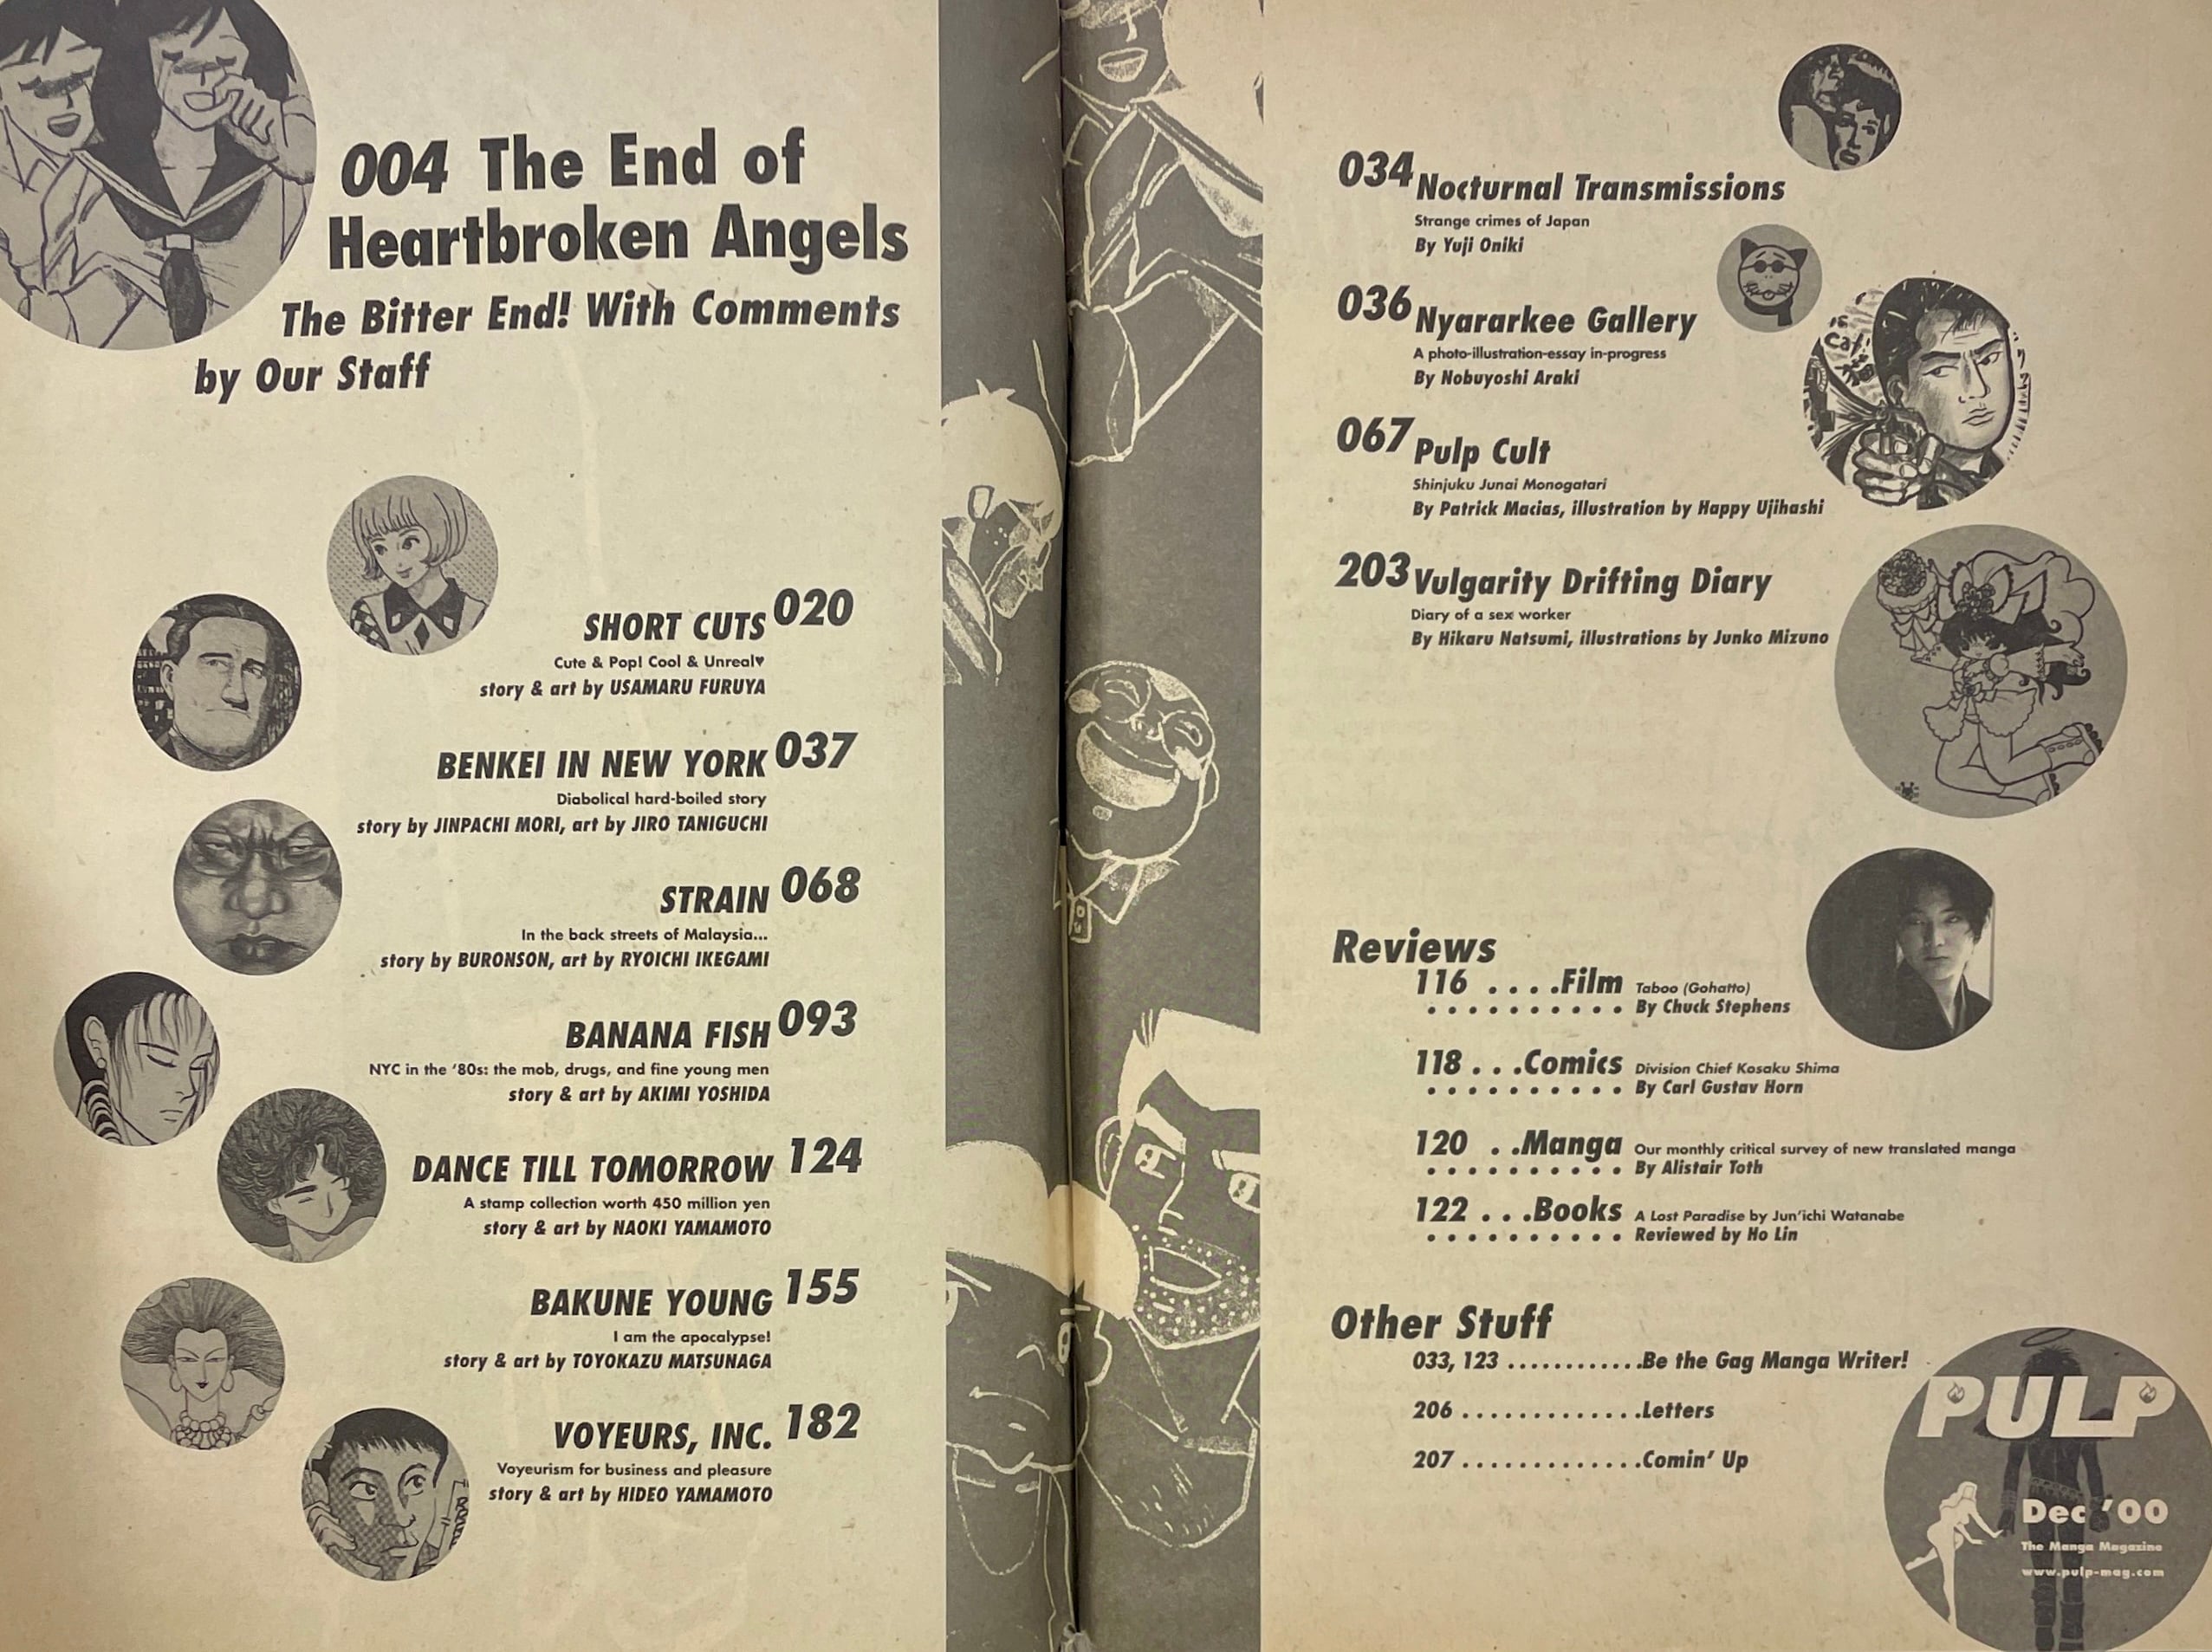 004 The End of
Heartbroken Angels
The Bitter End! With Comments
by Our Staff
SHORT CUTS 020
Cute & Pop! Cool & Unreal♥
story & art by USAMARU FURUYA
BENKEI IN NEW YORK 037
Diabolical hard-boiled story
story by JINPACHI MORI, art by JIRO TANIGUCHI
STRAIN 068
In the back streets of Malaysia...
story by BURONSON, art by RYOICHI IKEGAMI
BANANA FISH 093
NYC in the '80s: the mob, drugs, and fine young men
story & art by AKIMI YOSHIDA
DANCE TILL TOMORROW 124
A stamp collection worth 450 million yen
story & art by NAOKI YAMAMOTO
BAKUNE YOUNG 155
I am the apocalypse!
story & art by TOYOKAZU MATSUNAGA
VOYEURS, INC. 182
Voyeurism for business and pleasure
story & art by HIDEO YAMAMOTO
034 Nocturnal Transmissions
Strange crimes of Japan
By Yuji Oniki
036 Nyararkee Gallery
A photo-illustration-essay in-progress
By Nobuyoshi Araki
067 Pulp Cult
Shinjuku Junai Monogatari
By Patrick Macias, illustration by Happy Ujihashi
203 Vulgarity Drifting Diary
Diary of a sex worker
By Hikaru Natsumi, illustrations by Junko Mizuno
Reviews
116 ....Film Taboo (Gohatto)
.......... By Chuck Stephens
118 ...Comics Division Chief Kosaku Shima
.......... By Carl Gustav Horn
120 ..Manga Our monthly critical survey of new translated manga
.......... By Alistair Toth
122 ...Books A Lost Paradise by Jun'ichi Watanabe
.......... Reviewed by Ho Lin
Other Stuff
033, 123 ............Be the Gag Manga Writer!
206 .............Letters
207 .............Comin' Up
PULP
Dec '00
The Manga Magazine
www.pulp-mag.com